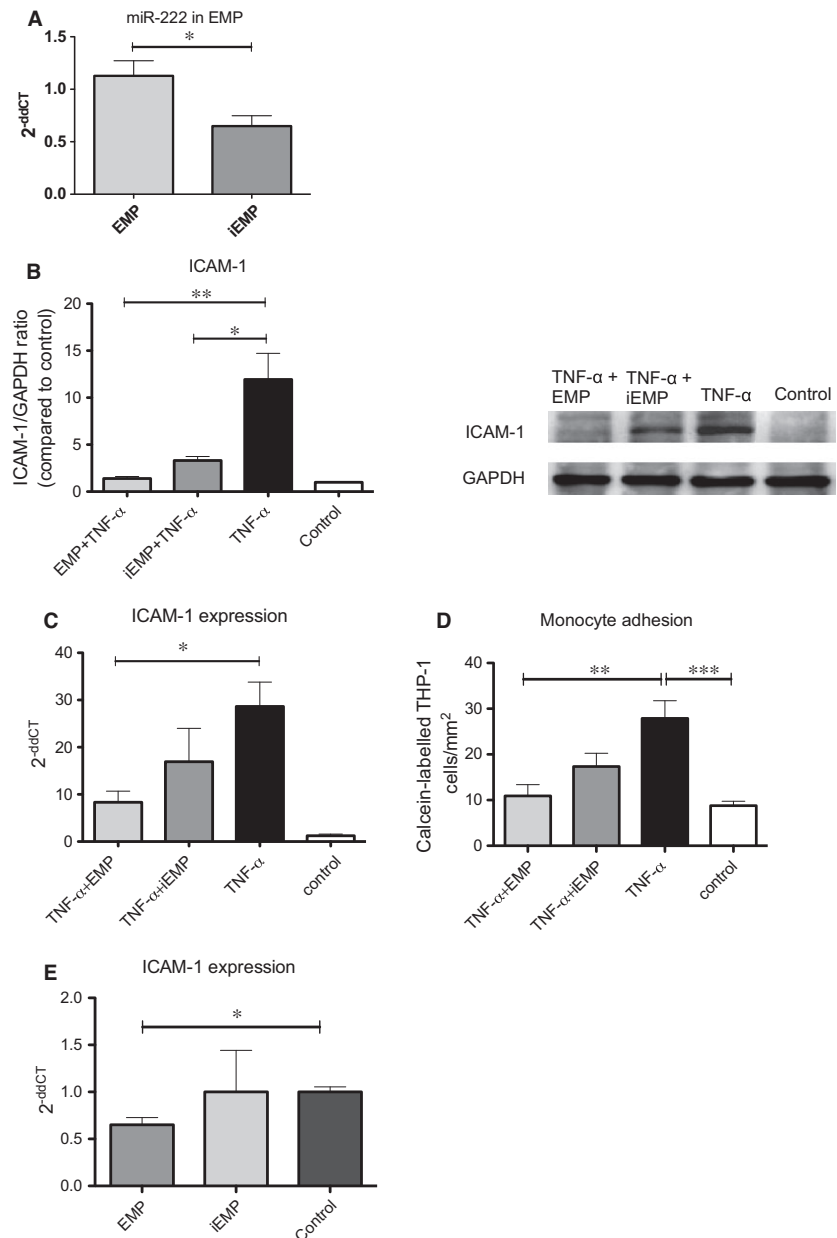 A
miR-222 in EMP
*
2-ddCT
1.5
1.0
0.5
0.0
EMP
iEMP
B
ICAM-1
**
*
ICAM-1/GAPDH ratio
(compared to control)
20
15
10
5
0
EMP+TNF-α
iEMP+TNF-α
TNF-α
Control
TNF-α + EMP
TNF-α + iEMP
TNF-α
Control
ICAM-1
GAPDH
C
ICAM-1 expression
*
2-ddCT
40
30
20
10
0
TNF-α+EMP
TNF-α+iEMP
TNF-α
control
D
Monocyte adhesion
**
***
Calcein-labelled THP-1
cells/mm2
40
30
20
10
0
TNF-α+EMP
TNF-α+iEMP
TNF-α
control
E
ICAM-1 expression
*
2-ddCT
2.0
1.5
1.0
0.5
0.0
EMP
iEMP
Control